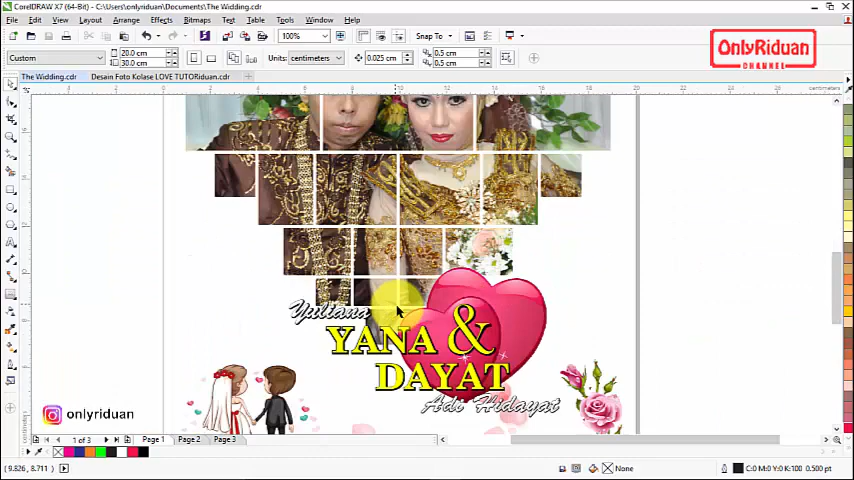 CorelDRAW X7 (64-Bit) - C:\Users\onlyriduan\Documents\The Widding.cdr
File Edit View Layout Arrange Effects Bitmaps Text Table Tools Window Help
100% Snap To
Custom 20.0 cm 30.0 cm Units: centimeters 0.025 cm 0.5 cm 0.5 cm
OnlyRiduan
CHANNEL
The Widding.cdr Desain Foto Kolase LOVE TUTORiduan.cdr
centimeters
Yuliana
YANA &
DAYAT
Adi Hidayat
onlyriduan
1 of 3 Page 1 Page 2 Page 3
(9.826, 8.711) None C:0 M:0 Y:0 K:100 0.500 pt